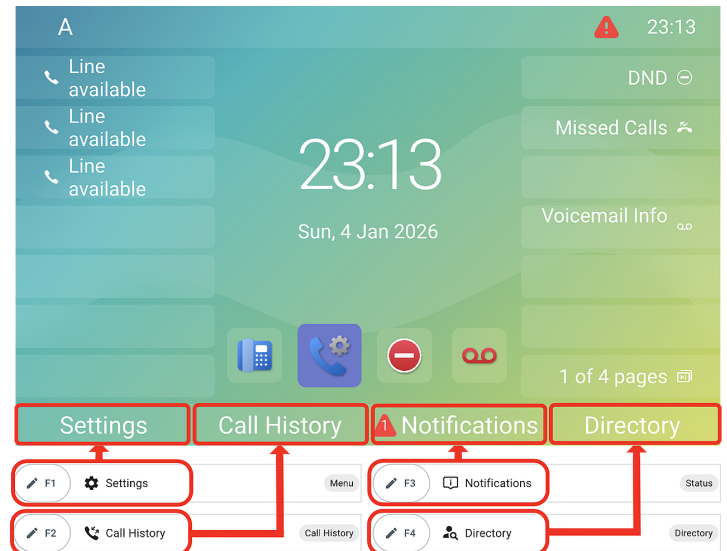 A
23:13
Line
available
Line
available
Line
available
DND
Missed Calls
Voicemail Info
1 of 4 pages
23:13
Sun, 4 Jan 2026
Settings
Call History
1
Notifications
Directory
F1 Settings Menu
F3 Notifications Status
F2 Call History Call History
F4 Directory Directory